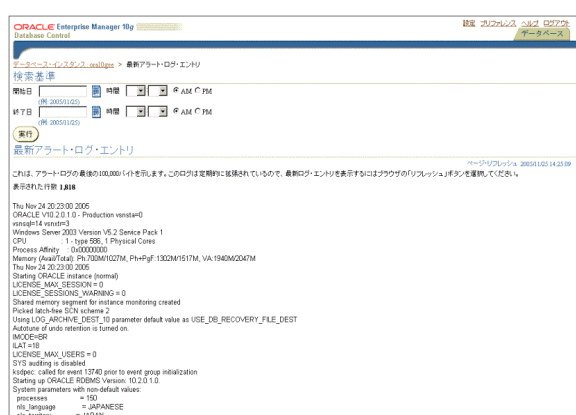 ORACLE Enterprise Manager 10g
Database Control
設定 プリファレンス ヘルプ ログアウト
データベース
データベース・インスタンス: > 最新アラート・ログ・エントリ
検索基準
開始日 時間 AM PM
(例: 2005/11/25)
終了日 時間 AM PM
(例: 2005/11/25)
実行
最新アラート・ログ・エントリ
ページ・リフレッシュ 2005/11/25 14:25:09
これは、アラート・ログの最後の100,000バイトを示します。このログは定期的に拡張されているので、最新ログ・エントリを表示するにはブラウザの「リフレッシュ」ボタンを選択してください。
表示された行数 1,818
Thu Nov 24 20:23:00 2005
ORACLE V10.2.0.1.0 - Production vsnsta=0
vsnsql=14 vsnxtr=3
Windows Server 2003 Version V5.2 Service Pack 1
CPU : 1 - type 586, 1 Physical Cores
Process Affinity : 0x00000000
Memory (Avail/Total): Ph:700M/1027M, Ph+PgF:1302M/1517M, VA:1940M/2047M
Thu Nov 24 20:23:00 2005
Starting ORACLE instance (normal)
LICENSE_MAX_SESSION = 0
LICENSE_SESSIONS_WARNING = 0
Shared memory segment for instance monitoring created
Picked latch-free SCN scheme 2
Using LOG_ARCHIVE_DEST_10 parameter default value as USE_DB_RECOVERY_FILE_DEST
Autotune of undo retention is turned on.
IMODE=BR
ILAT =18
LICENSE_MAX_USERS = 0
SYS auditing is disabled
ksdpec: called for event 13740 prior to event group initialization
Starting up ORACLE RDBMS Version: 10.2.0.1.0.
System parameters with non-default values:
processes = 150
nls_language = JAPANESE
nls_territory = JAPAN